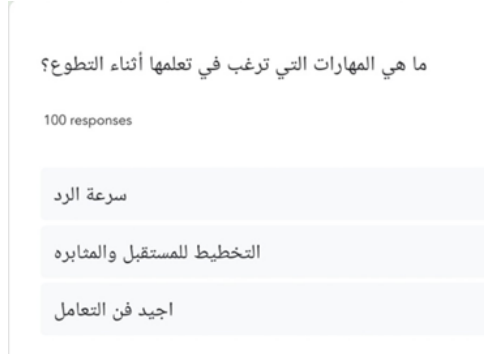 ما هي المهارات التي ترغب في تعلمها أثناء التطوع؟
100 responses
سرعة الرد
التخطيط للمستقبل والمثابره
اجيد فن التعامل